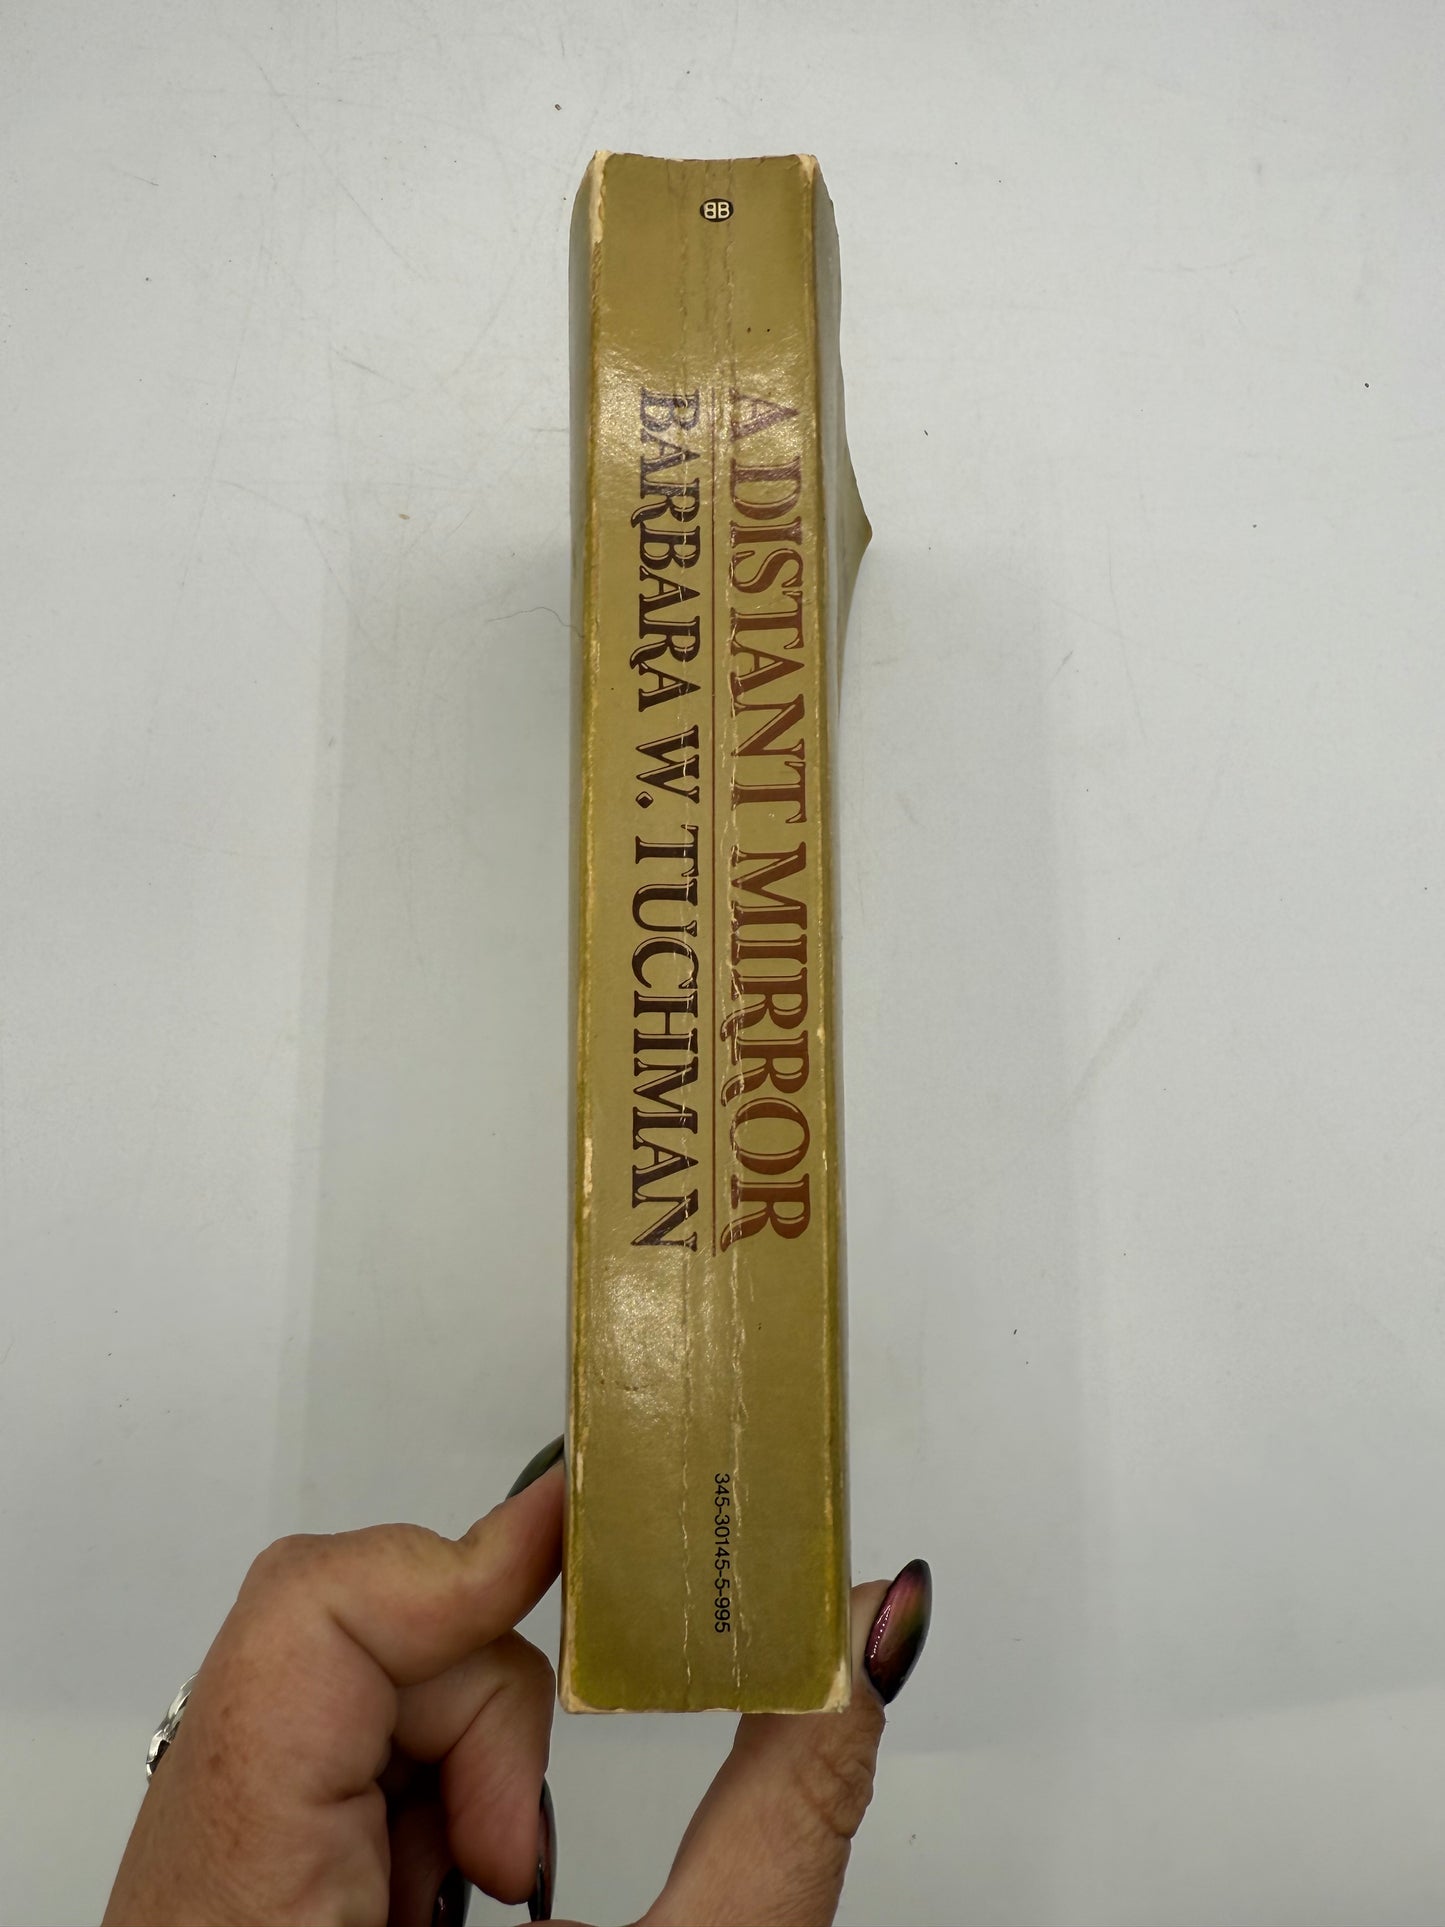 BB
A DISTANT MIRROR
BARBARA W. TUCHMAN
345-30145-5-995